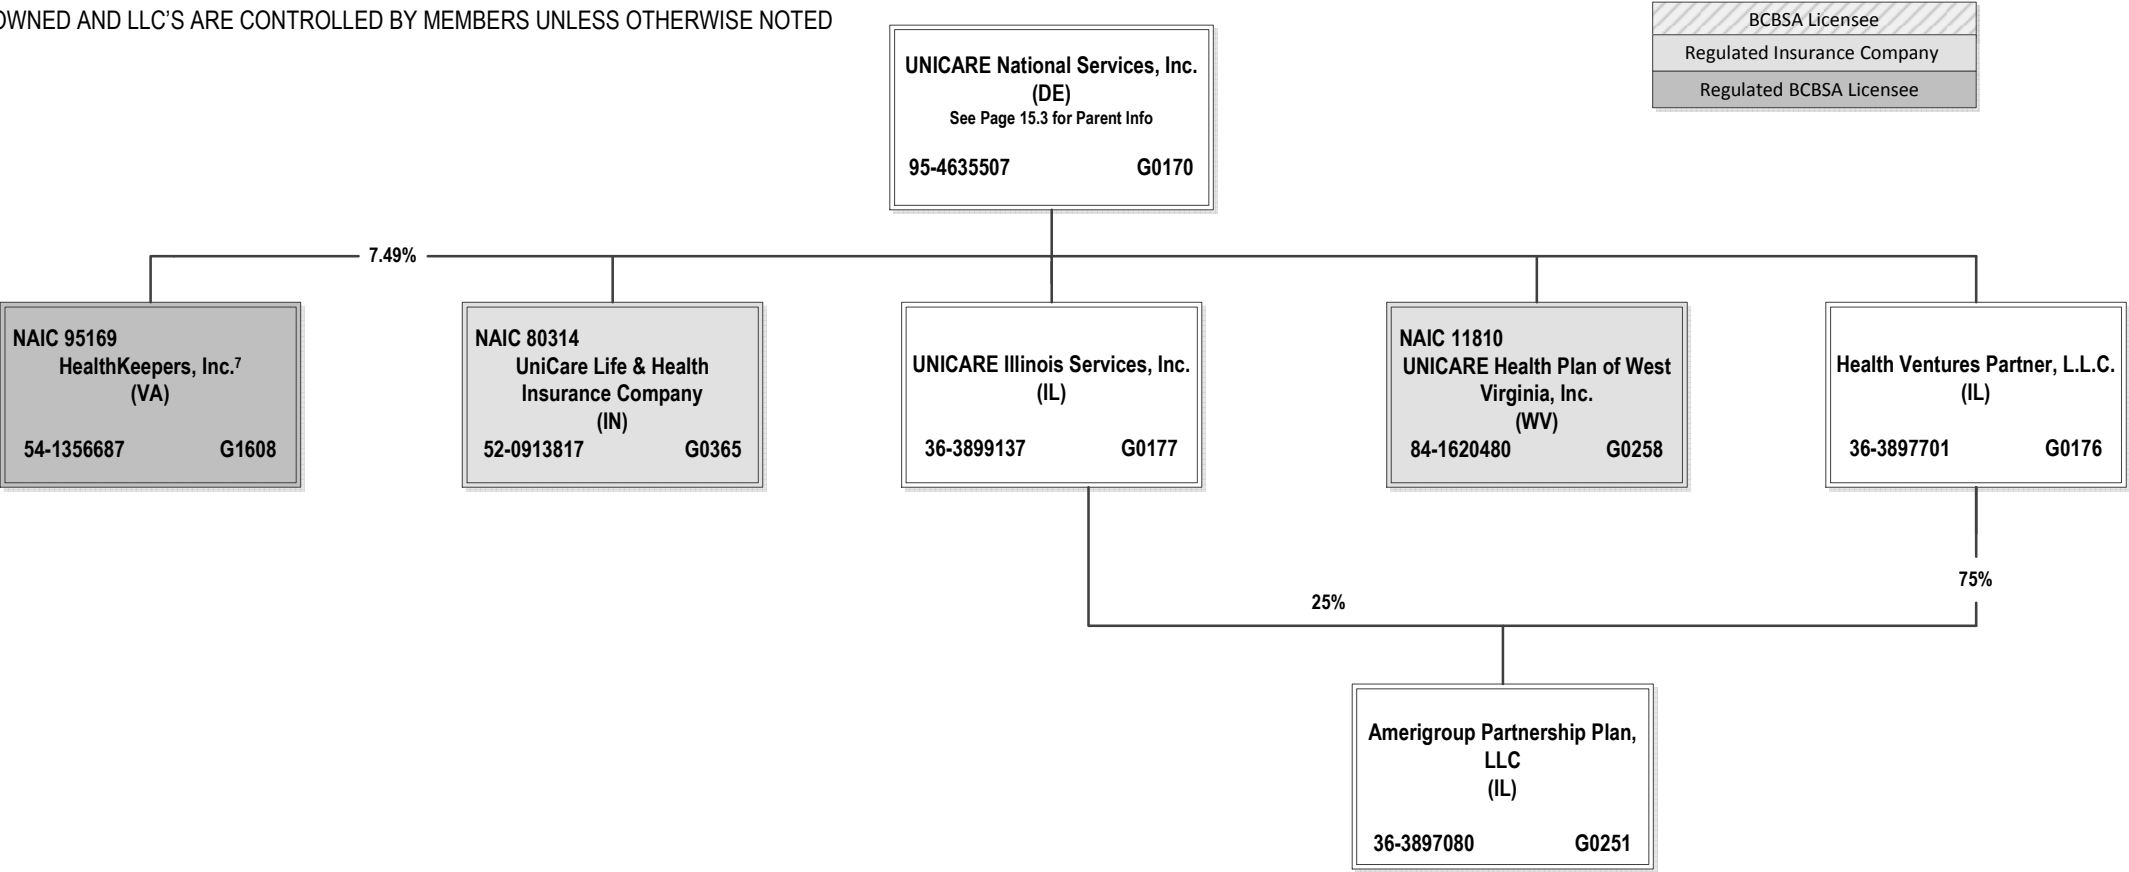 OWNED AND LLC'S ARE CONTROLLED BY MEMBERS UNLESS OTHERWISE NOTED
BCBSA Licensee
Regulated Insurance Company
Regulated BCBSA Licensee
UNICARE National Services, Inc.
(DE)
See Page 15.3 for Parent Info
95-4635507 G0170
7.49%
NAIC 95169
HealthKeepers, Inc.⁷
(VA)
54-1356687 G1608
NAIC 80314
UniCare Life & Health
Insurance Company
(IN)
52-0913817 G0365
UNICARE Illinois Services, Inc.
(IL)
36-3899137 G0177
NAIC 11810
UNICARE Health Plan of West
Virginia, Inc.
(WV)
84-1620480 G0258
Health Ventures Partner, L.L.C.
(IL)
36-3897701 G0176
75%
25%
Amerigroup Partnership Plan,
LLC
(IL)
36-3897080 G0251